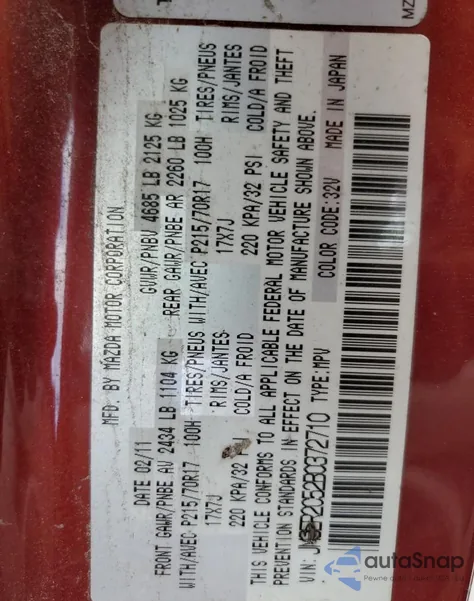 MFD. BY MAZDA MOTOR CORPORATION
DATE 02/11 GVWR/PNBV 4685 LB 2125 KG
FRONT GAWR/PNBE AV 2434 LB 1104 KG REAR GAWR/PNBE AR 2260 LB 1025 KG
WITH/AVEC P215/70R17 100H TIRES/PNEUS WITH/AVEC P215/70R17 100H TIRES/PNEUS
17X7J RIMS/JANTES 17X7J RIMS/JANTES
220 KPA/32 COLD/A FROID 220 KPA/32 PSI COLD/A FROID
THIS VEHICLE CONFORMS TO ALL APPLICABLE FEDERAL MOTOR VEHICLE SAFETY AND THEFT
PREVENTION STANDARDS IN EFFECT ON THE DATE OF MANUFACTURE SHOWN ABOVE.
COLOR CODE:32V MADE IN JAPAN
VIN: TYPE:MPV
MZ
autoSnap